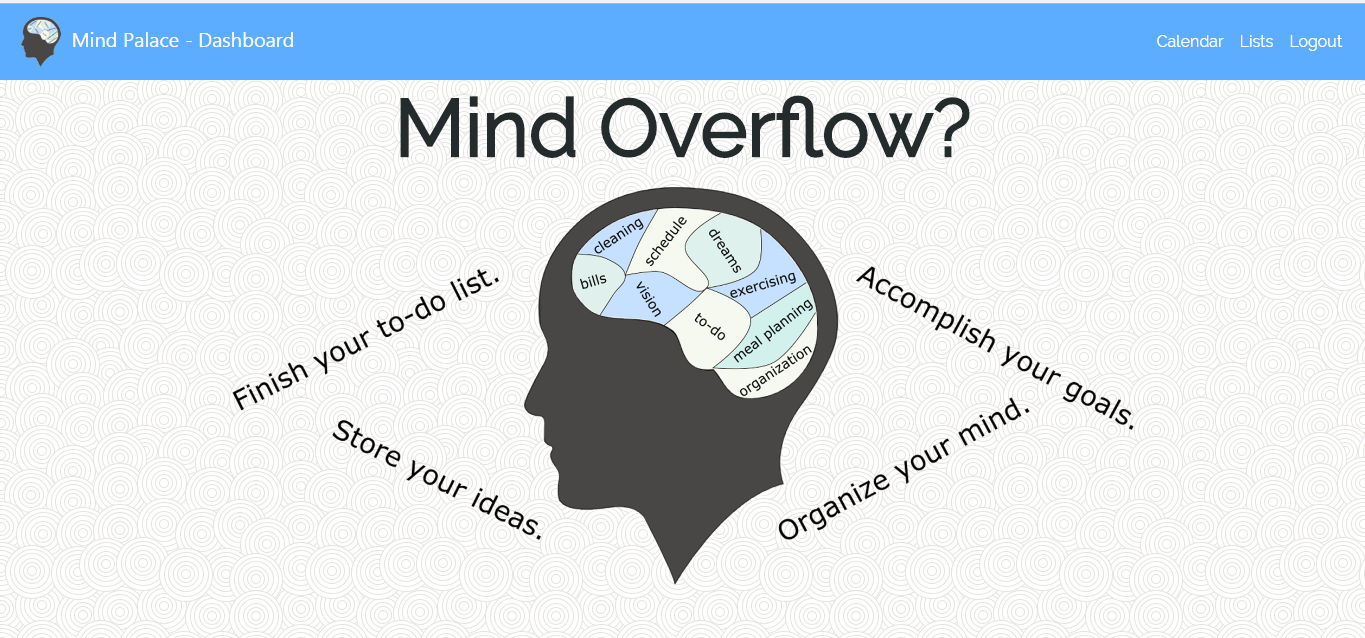 Mind Palace - Dashboard
Calendar
Lists
Logout
Mind Overflow?
cleaning
schedule
dreams
bills
vision
exercising
to-do
meal planning
organization
Finish your to-do list.
Accomplish your goals.
Store your ideas.
Organize your mind.